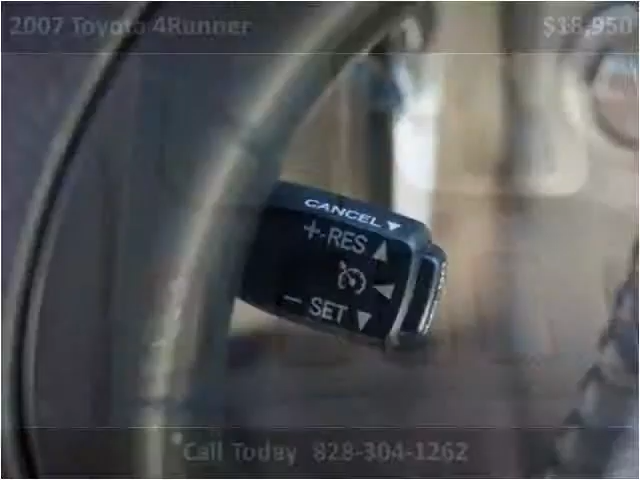 2007 Toyota 4Runner $18,950
CANCEL ▼
+ RES ▲
◀
− SET ▼
Call Today 828-304-1262